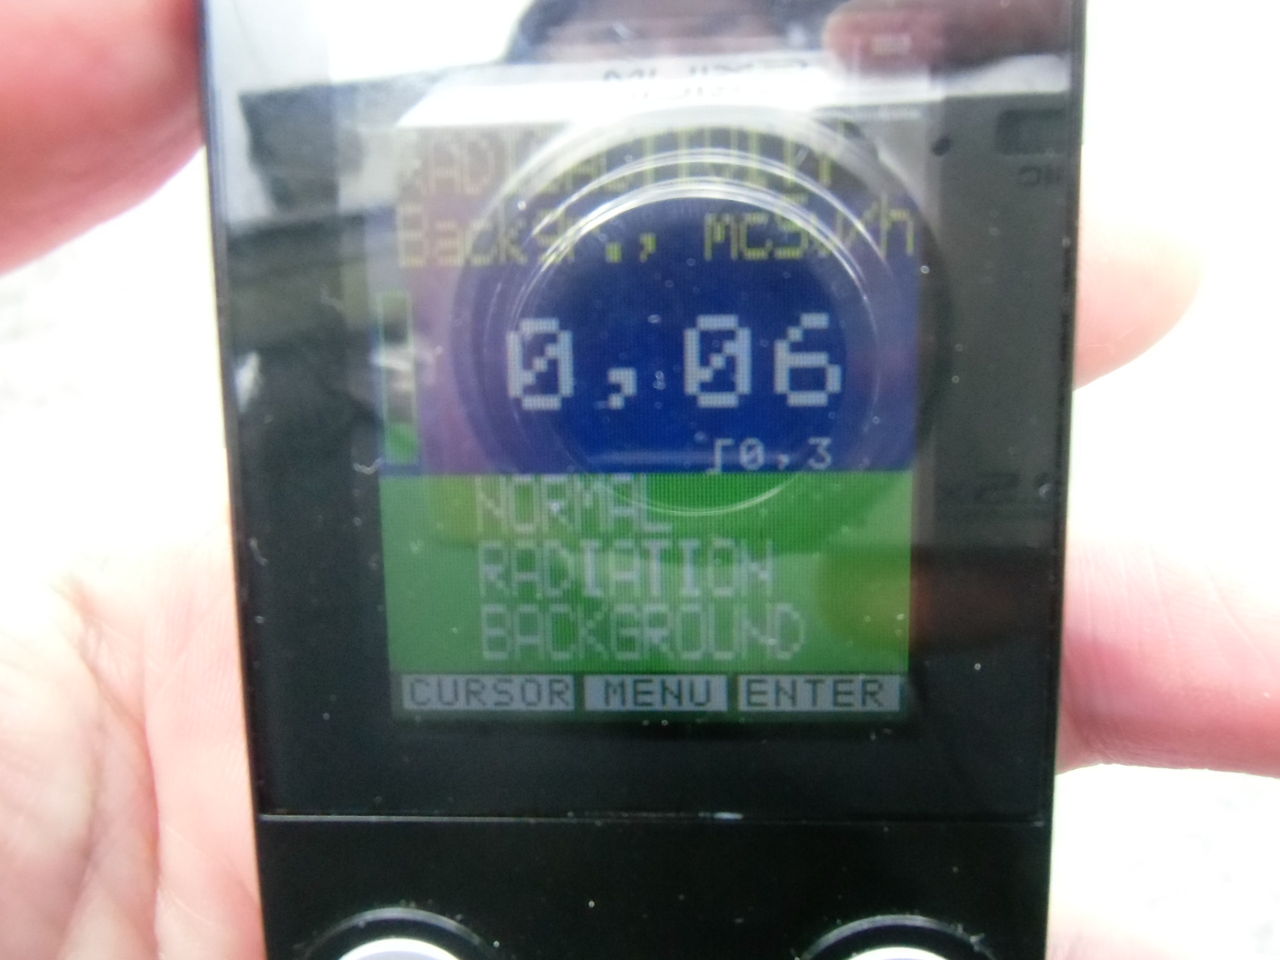 RADIOACTIVITY
Backgr., mcSv/h
0,06
∫0,3
NORMAL
RADIATION
BACKGROUND
CURSOR MENU ENTER